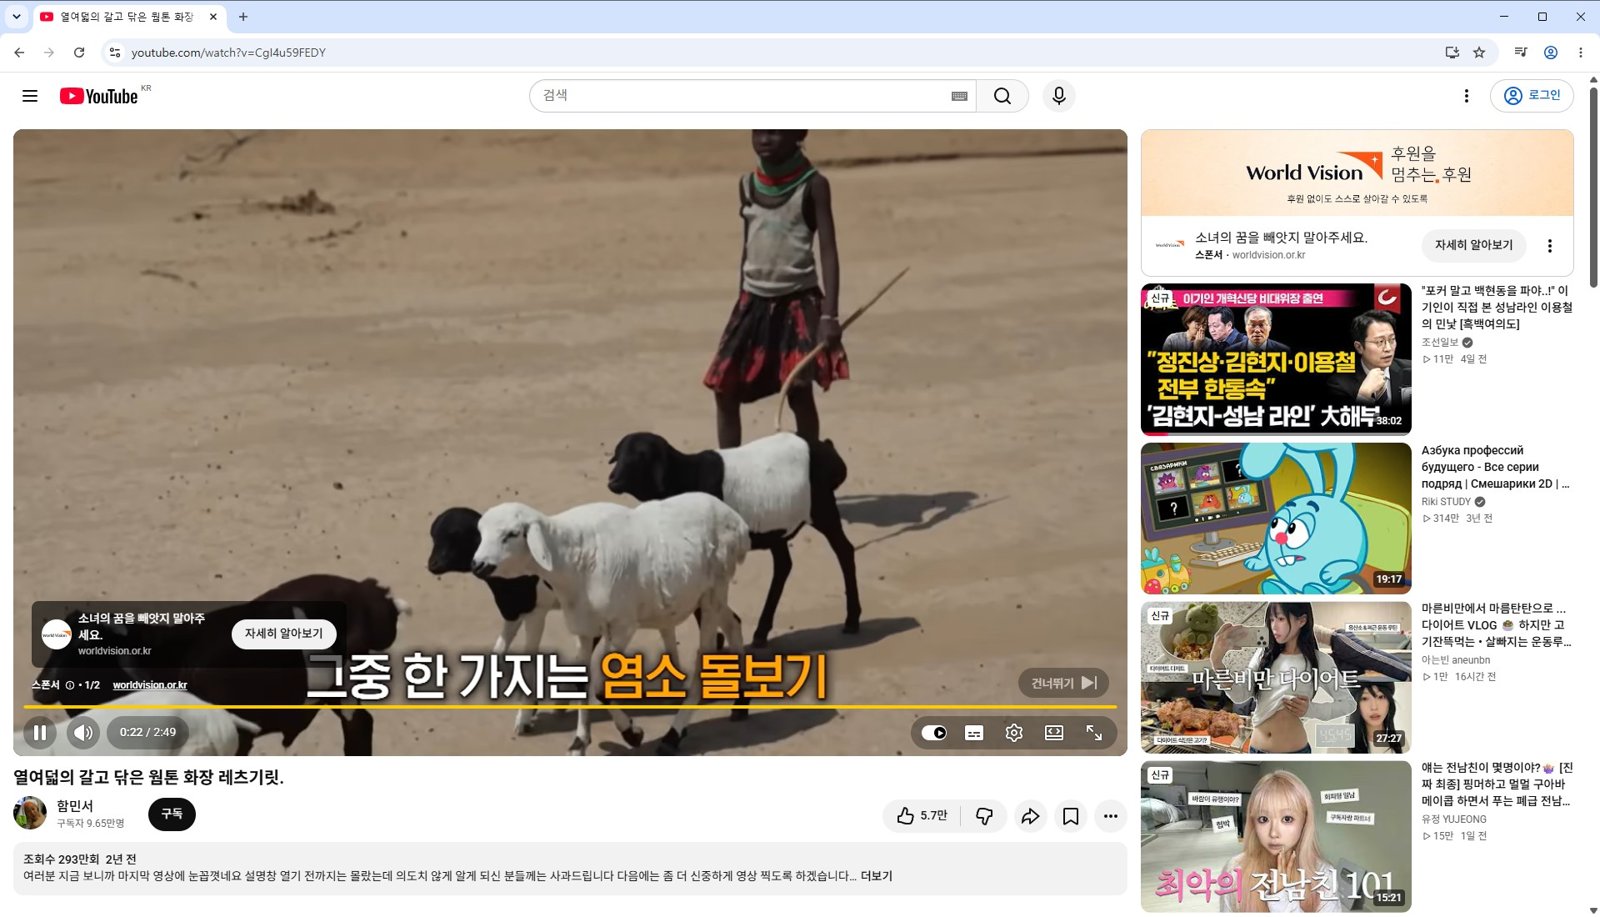 열여덟의 갈고 닦은 웜톤 화장
youtube.com/watch?v=CgI4u59FEDY
YouTube KR
검색
로그인
그중 한 가지는 염소 돌보기
소녀의 꿈을 빼앗지 말아주
세요.
worldvision.or.kr
자세히 알아보기
스폰서 · 1/2 worldvision.or.kr
건너뛰기
0:22 / 2:49
열여덟의 갈고 닦은 웜톤 화장 레츠기릿.
함민서
구독자 9.65만명
구독
5.7만
조회수 293만회 2년 전
여러분 지금 보니까 마지막 영상에 눈꼽꼈네요 설명창 열기 전까지는 몰랐는데 의도치 않게 알게 되신 분들께는 사과드립니다 다음에는 좀 더 신중하게 영상 찍도록 하겠습니다... 더보기
World Vision
후원을
멈추는 후원
후원 없이도 스스로 살아갈 수 있도록
소녀의 꿈을 빼앗지 말아주세요.
스폰서 · worldvision.or.kr
자세히 알아보기
신규
이기인 개혁신당 비대위장 출연
"정진상·김현지·이용철
전부 한통속"
'김현지-성남 라인' 大해부
38:02
"포커 말고 백현동을 파야..!" 이
기인이 직접 본 성남라인 이용철
의 민낯 [흑백여의도]
조선일보
11만 4일 전
СВАЗАРИКИ
19:17
Азбука профессий
будущего - Все серии
подряд | Смешарики 2D | ...
Riki STUDY
314만 3년 전
신규
마른비만 다이어트
27:27
마른비만에서 마름탄탄으로 ...
다이어트 VLOG 하지만 고
기잔뜩먹는 • 살빠지는 운동루...
아는빈 aneunbn
1만 16시간 전
신규
바람이 유행이야?
협박
최악의 전남친 101
15:21
얘는 전남친이 몇명이야? [진
짜 최종] 핑머하고 멀멀 구아바
메이콥 하면서 푸는 폐급 전남...
유정 YUJEONG
15만 1일 전